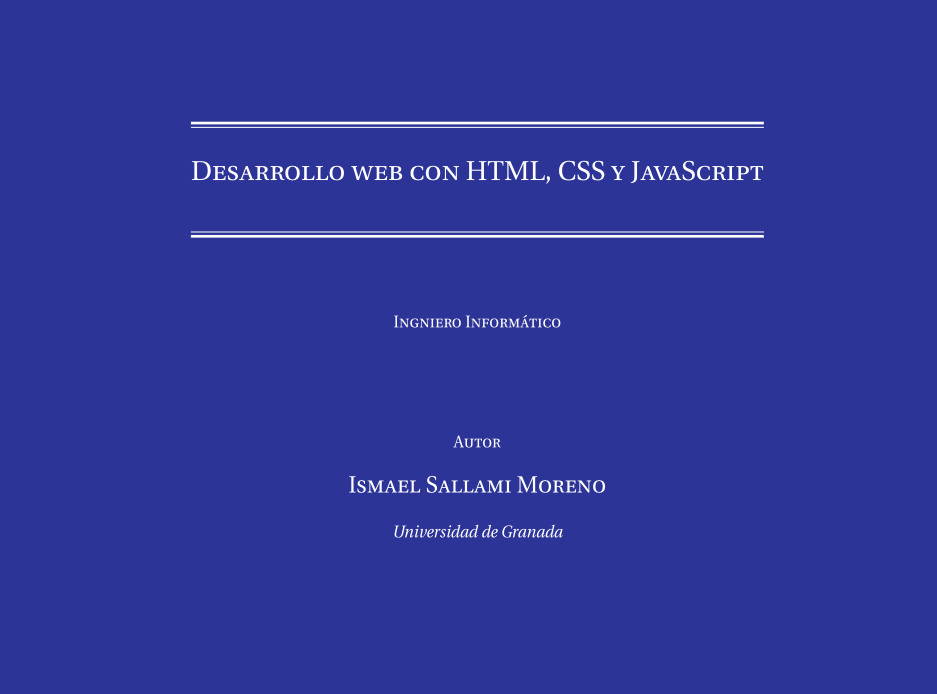 Desarrollo web con HTML, CSS y JavaScript
Ingniero Informático
Autor
Ismael Sallami Moreno
Universidad de Granada